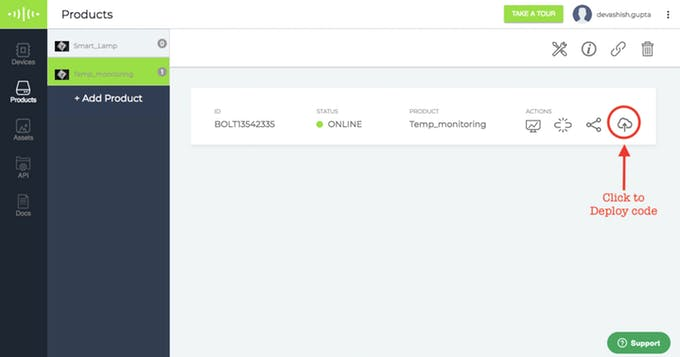 Products
TAKE A TOUR
devashish.gupta
Devices
Products
Assets
API
Docs
Smart_Lamp 0
Temp_monitoring 1
+ Add Product
ID STATUS PRODUCT ACTIONS
BOLT13542335 ONLINE Temp_monitoring
Click to
Deploy code
Support